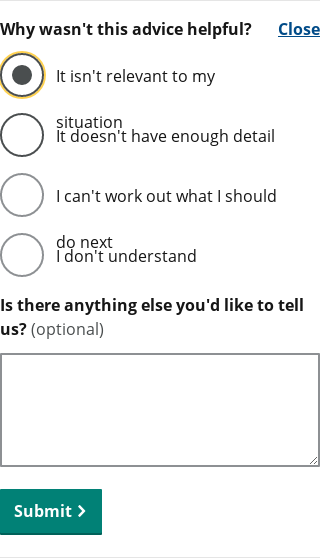 Why wasn't this advice helpful? Close
It isn't relevant to my
situation
It doesn't have enough detail
I can't work out what I should
do next
I don't understand
Is there anything else you'd like to tell
us? (optional)
Submit